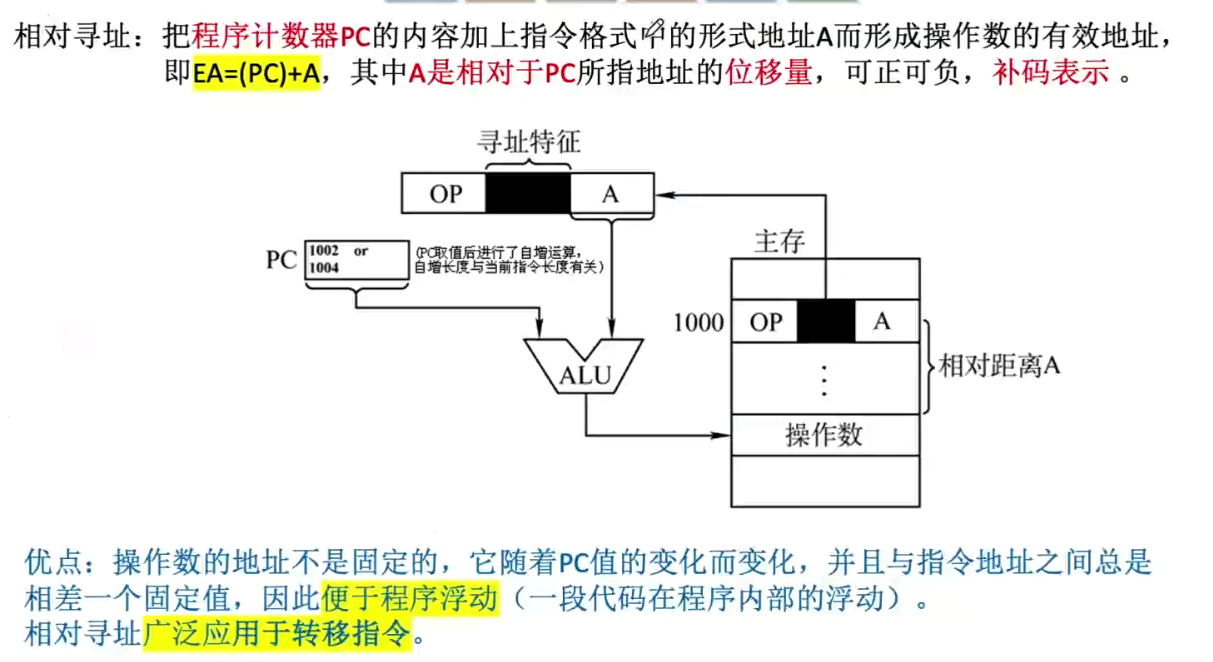 相对寻址：把程序计数器PC的内容加上指令格式中的形式地址A而形成操作数的有效地址，
即EA=(PC)+A，其中A是相对于PC所指地址的位移量，可正可负，补码表示。
寻址特征
OP A
主存
PC 1002 or
1004
(PC取值后进行了自增运算，
自增长度与当前指令长度有关)
1000 OP A
ALU
⋮
相对距离A
操作数
优点：操作数的地址不是固定的，它随着PC值的变化而变化，并且与指令地址之间总是
相差一个固定值，因此便于程序浮动（一段代码在程序内部的浮动）。
相对寻址广泛应用于转移指令。